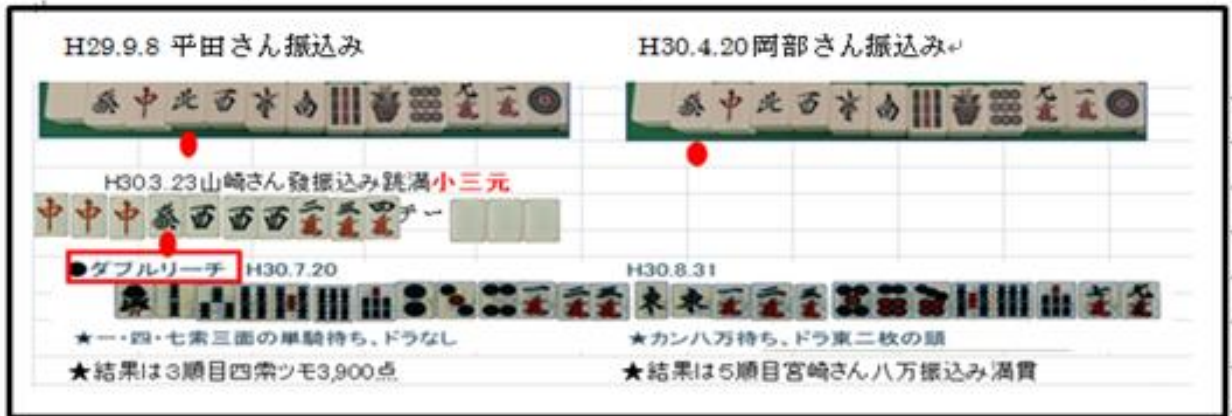 H29.9.8 平田さん振込み
H30.4.20岡部さん振込み↵
H30.3.23山崎さん發振込み跳満小三元
チー
●ダブルリーチ H30.7.20
H30.8.31
★一・四・七索三面の単騎待ち、ドラなし
★カン八万待ち、ドラ東二枚の頭
★結果は3順目四索ツモ3,900点
★結果は5順目宮崎さん八万振込み満貫